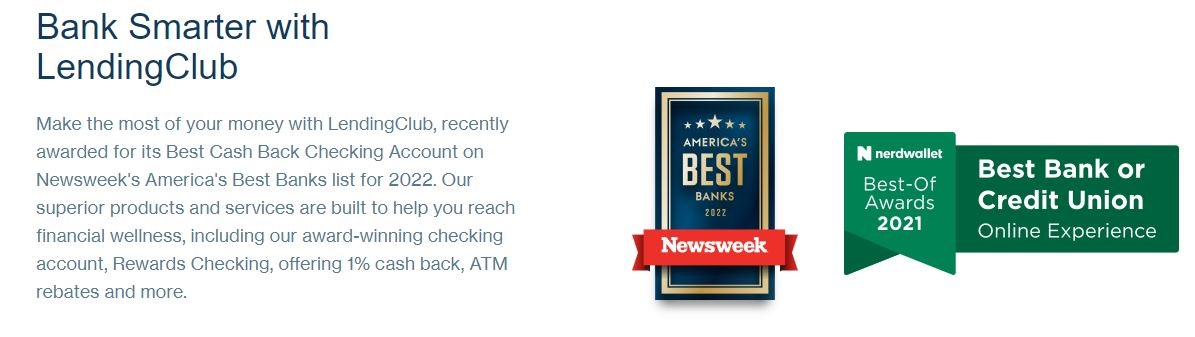 Bank Smarter with
LendingClub
Make the most of your money with LendingClub, recently
awarded for its Best Cash Back Checking Account on
Newsweek's America's Best Banks list for 2022. Our
superior products and services are built to help you reach
financial wellness, including our award-winning checking
account, Rewards Checking, offering 1% cash back, ATM
rebates and more.
AMERICA'S
BEST
BANKS
2022
Newsweek
N nerdwallet
Best-Of
Awards
2021
Best Bank or
Credit Union
Online Experience